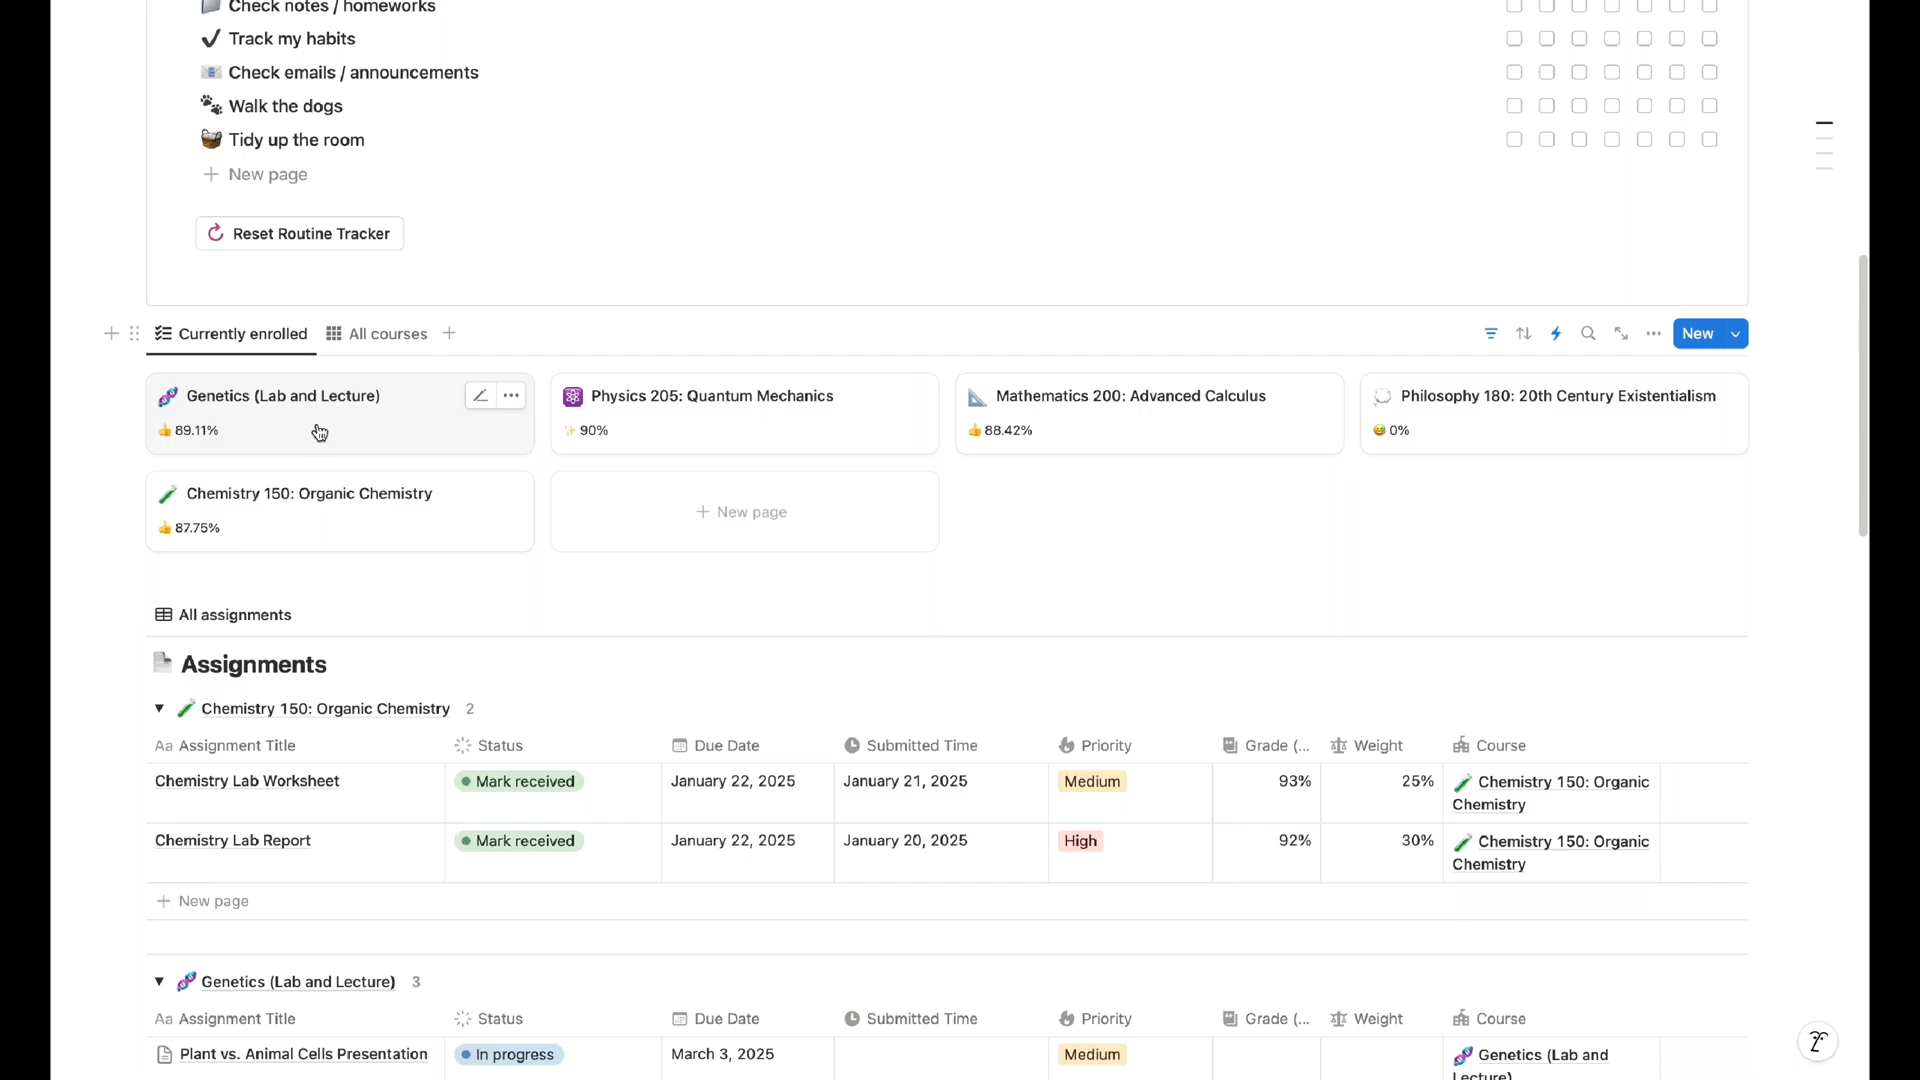 Check notes / homeworks
Track my habits
Check emails / announcements
Walk the dogs
Tidy up the room
New page
Reset Routine Tracker
Currently enrolled All courses New
Genetics (Lab and Lecture) Physics 205: Quantum Mechanics Mathematics 200: Advanced Calculus Philosophy 180: 20th Century Existentialism
89.11% 90% 88.42% 0%
Chemistry 150: Organic Chemistry New page
87.75%
All assignments
Assignments
Chemistry 150: Organic Chemistry 2
Aa Assignment Title Status Due Date Submitted Time Priority Grade (... Weight Course
Chemistry Lab Worksheet Mark received January 22, 2025 January 21, 2025 Medium 93% 25% Chemistry 150: Organic
Chemistry
Chemistry Lab Report Mark received January 22, 2025 January 20, 2025 High 92% 30% Chemistry 150: Organic
Chemistry
New page
Genetics (Lab and Lecture) 3
Aa Assignment Title Status Due Date Submitted Time Priority Grade (... Weight Course
Plant vs. Animal Cells Presentation In progress March 3, 2025 Medium Genetics (Lab and
Lecture)